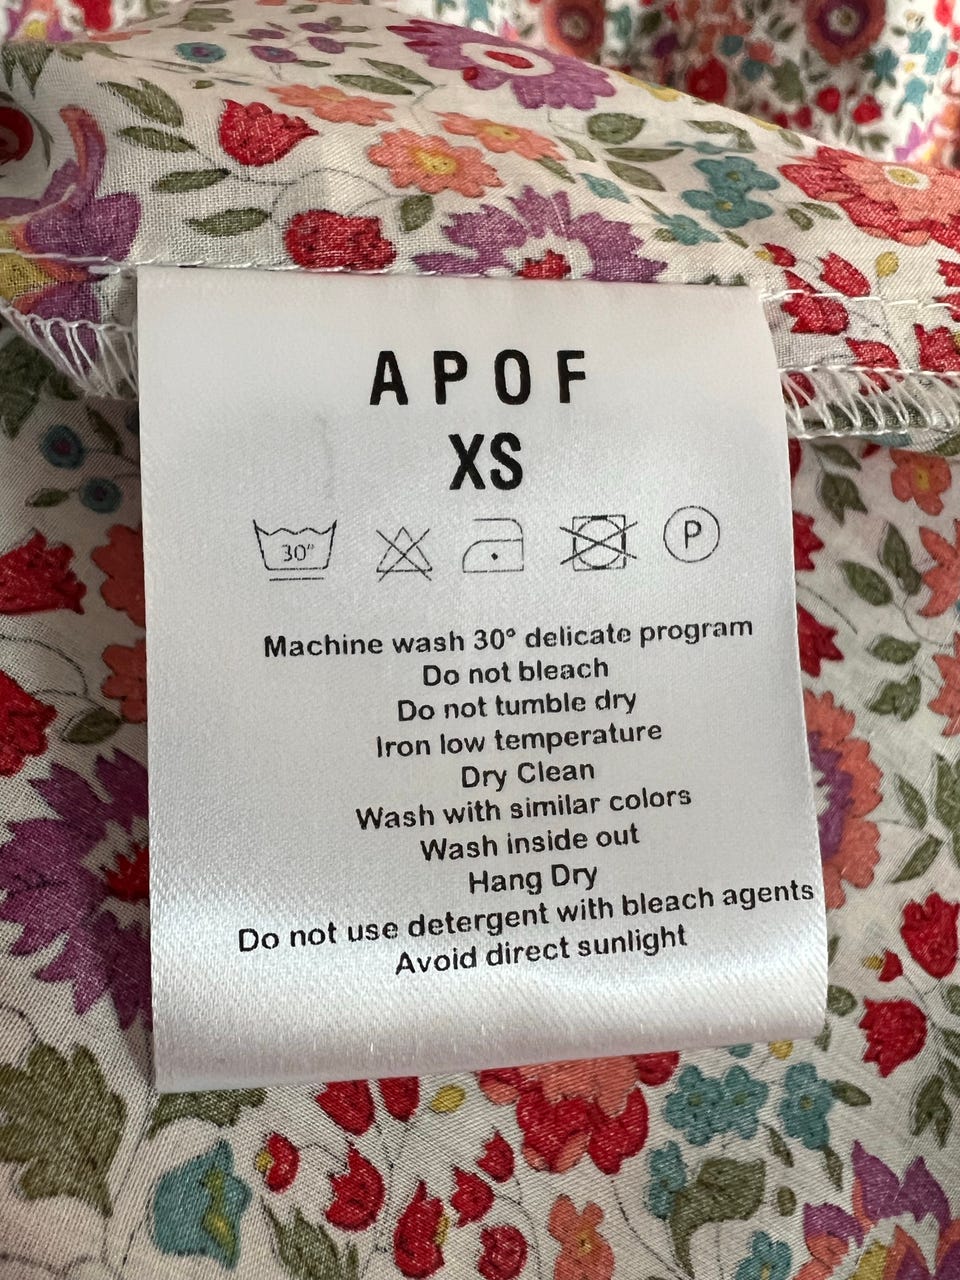 APOF
XS
30° P
Machine wash 30° delicate program
Do not bleach
Do not tumble dry
Iron low temperature
Dry Clean
Wash with similar colors
Wash inside out
Hang Dry
Do not use detergent with bleach agents
Avoid direct sunlight